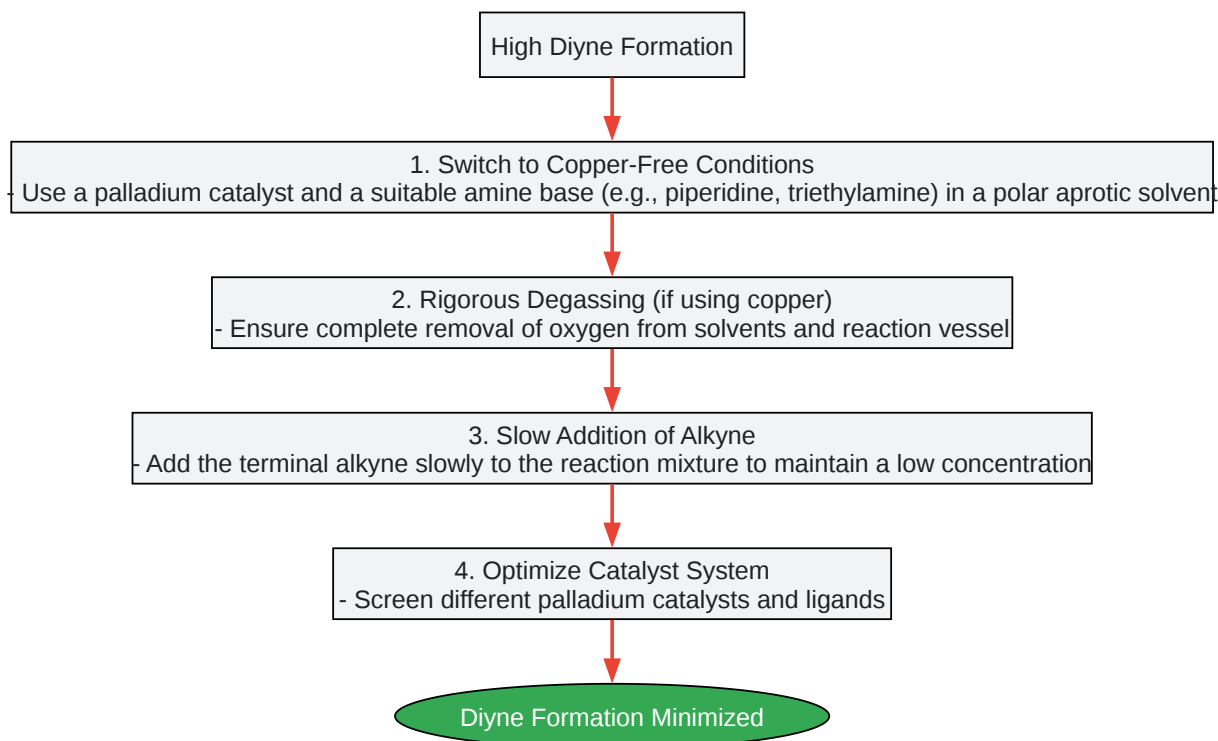 High Diyne Formation
1. Switch to Copper-Free Conditions
- Use a palladium catalyst and a suitable amine base (e.g., piperidine, triethylamine) in a polar aprotic solvent
2. Rigorous Degassing (if using copper)
- Ensure complete removal of oxygen from solvents and reaction vessel
3. Slow Addition of Alkyne
- Add the terminal alkyne slowly to the reaction mixture to maintain a low concentration
4. Optimize Catalyst System
- Screen different palladium catalysts and ligands
Diyne Formation Minimized